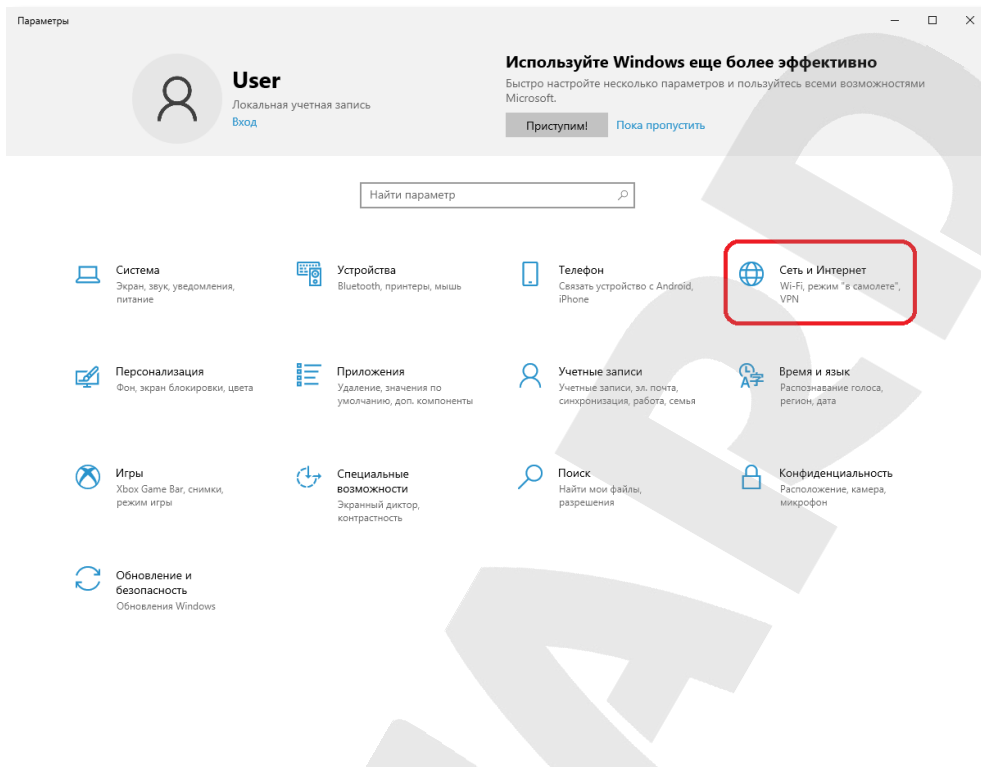 Параметры
User
Локальная учетная запись
Вход
Используйте Windows еще более эффективно
Быстро настройте несколько параметров и пользуйтесь всеми возможностями
Microsoft.
Приступим!
Пока пропустить
Найти параметр
Система
Экран, звук, уведомления,
питание
Устройства
Bluetooth, принтеры, мышь
Телефон
Связать устройство с Android,
iPhone
Сеть и Интернет
Wi-Fi, режим "в самолете",
VPN
Персонализация
Фон, экран блокировки, цвета
Приложения
Удаление, значения по
умолчанию, доп. компоненты
Учетные записи
Учетные записи, эл. почта,
синхронизация, работа, семья
Время и язык
Распознавание голоса,
регион, дата
Игры
Xbox Game Bar, снимки,
режим игры
Специальные
возможности
Экранный диктор,
контрастность
Поиск
Найти мои файлы,
разрешения
Конфиденциальность
Расположение, камера,
микрофон
Обновление и
безопасность
Обновления Windows